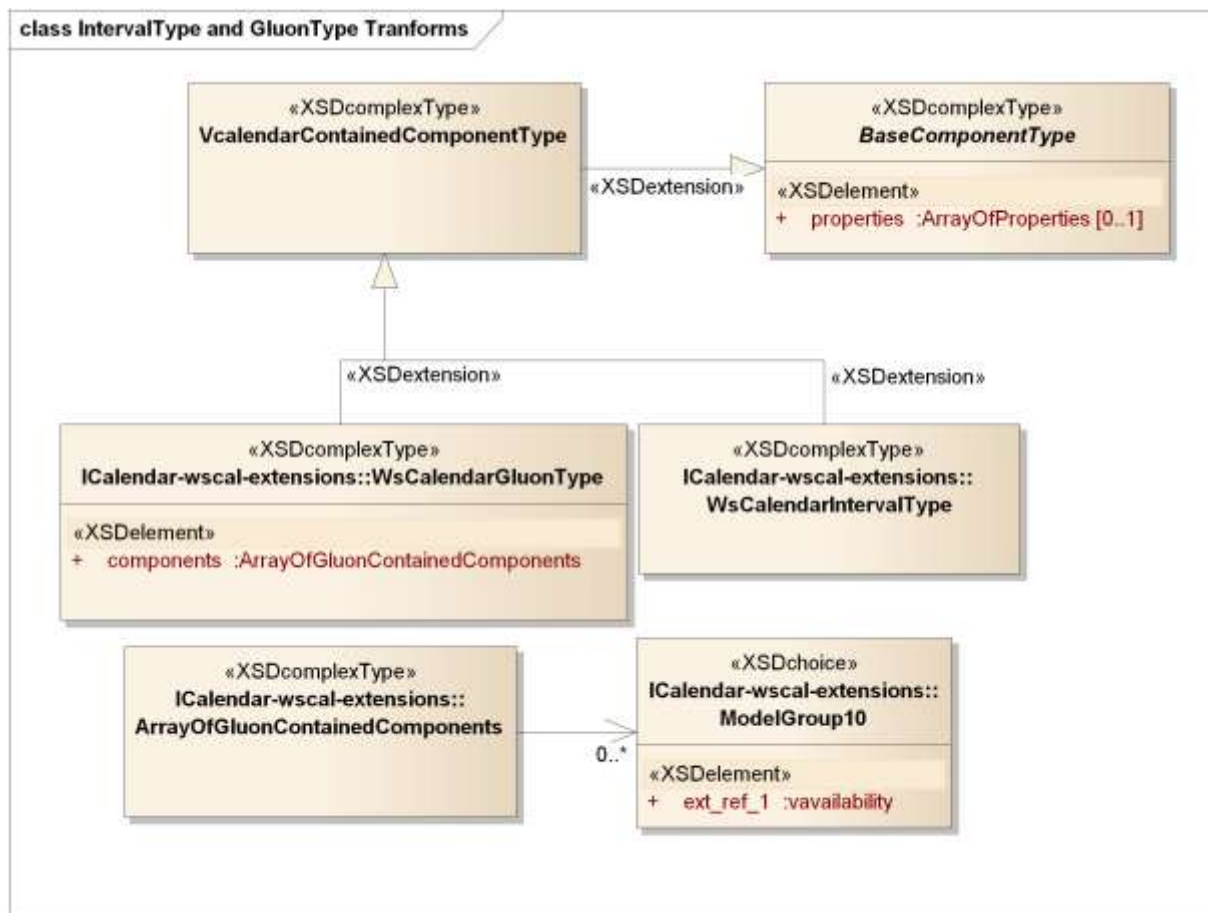 class IntervalType and GluonType Tranforms
«XSDcomplexType»
VcalendarContainedComponentType
«XSDcomplexType»
BaseComponentType
«XSDelement»
+ properties :ArrayOfProperties [0..1]
«XSDextension»
«XSDextension»
«XSDextension»
«XSDcomplexType»
ICalendar-wscal-extensions::WsCalendarGluonType
«XSDelement»
+ components :ArrayOfGluonContainedComponents
«XSDcomplexType»
ICalendar-wscal-extensions::
WsCalendarIntervalType
«XSDcomplexType»
ICalendar-wscal-extensions::
ArrayOfGluonContainedComponents
0..*
«XSDchoice»
ICalendar-wscal-extensions::
ModelGroup10
«XSDelement»
+ ext_ref_1 :vavailability